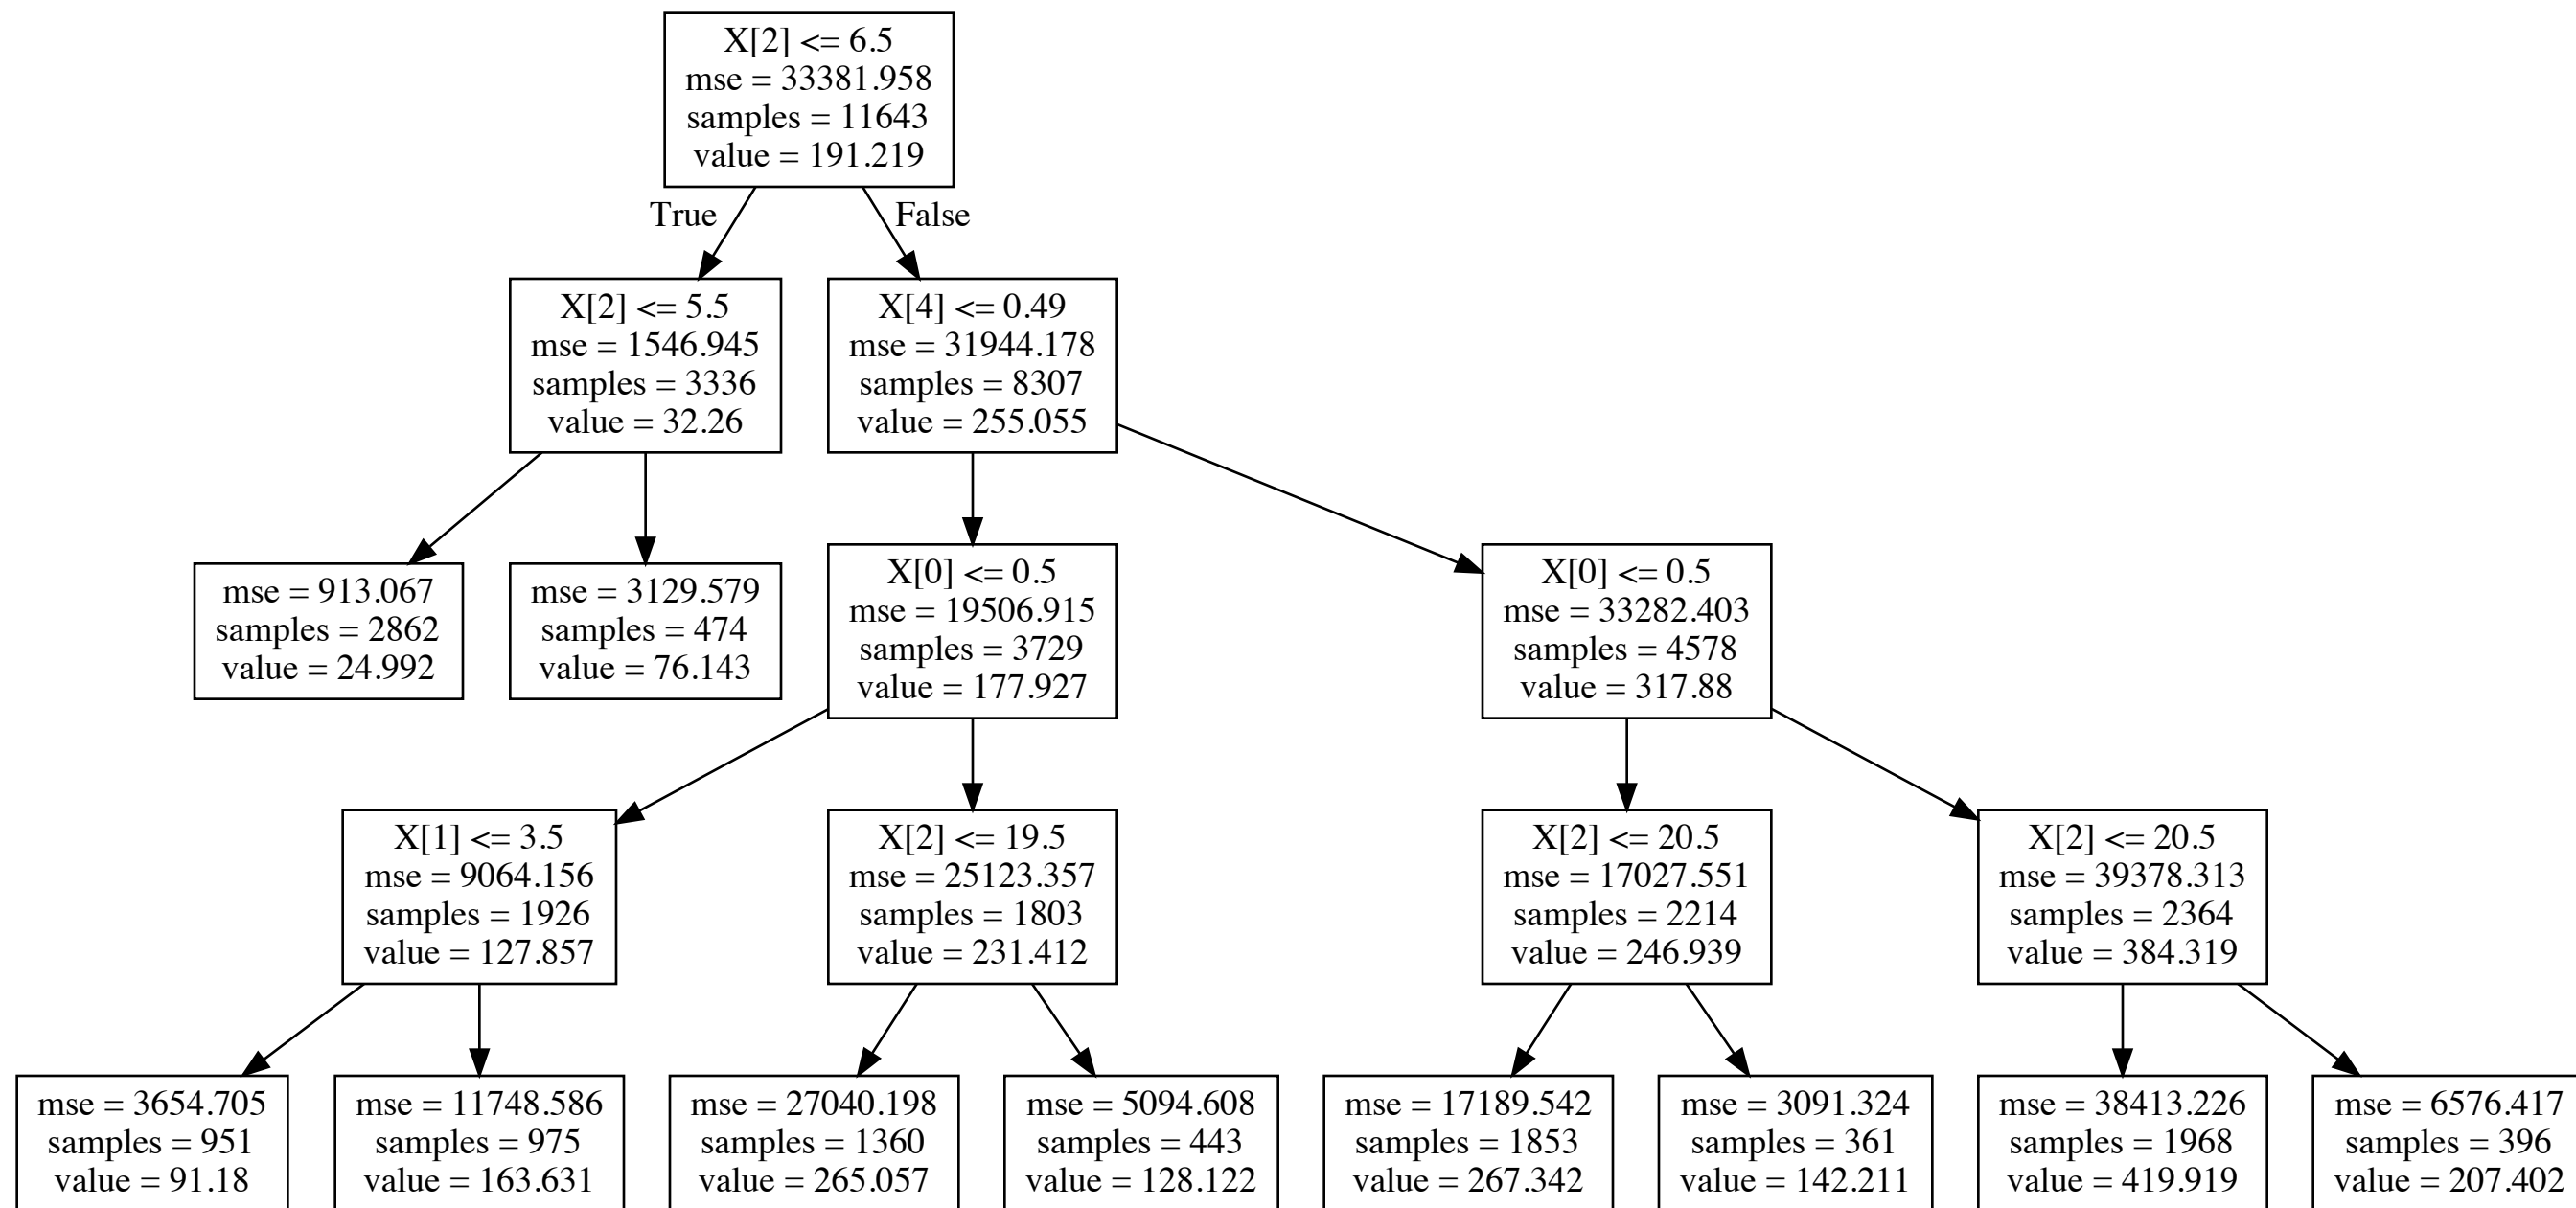 X[2] <= 6.5
mse = 33381.958
samples = 11643
value = 191.219
True
False
X[2] <= 5.5
mse = 1546.945
samples = 3336
value = 32.26
X[4] <= 0.49
mse = 31944.178
samples = 8307
value = 255.055
mse = 913.067
samples = 2862
value = 24.992
mse = 3129.579
samples = 474
value = 76.143
X[0] <= 0.5
mse = 19506.915
samples = 3729
value = 177.927
X[0] <= 0.5
mse = 33282.403
samples = 4578
value = 317.88
X[1] <= 3.5
mse = 9064.156
samples = 1926
value = 127.857
X[2] <= 19.5
mse = 25123.357
samples = 1803
value = 231.412
X[2] <= 20.5
mse = 17027.551
samples = 2214
value = 246.939
X[2] <= 20.5
mse = 39378.313
samples = 2364
value = 384.319
mse = 3654.705
samples = 951
value = 91.18
mse = 11748.586
samples = 975
value = 163.631
mse = 27040.198
samples = 1360
value = 265.057
mse = 5094.608
samples = 443
value = 128.122
mse = 17189.542
samples = 1853
value = 267.342
mse = 3091.324
samples = 361
value = 142.211
mse = 38413.226
samples = 1968
value = 419.919
mse = 6576.417
samples = 396
value = 207.402